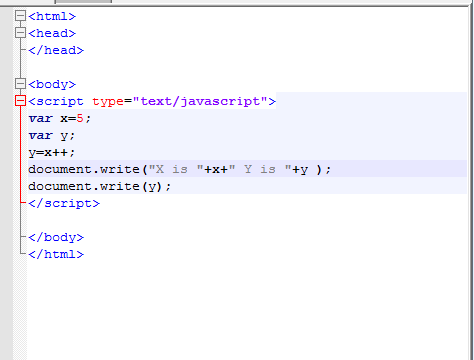 <html>
<head>
</head>
<body>
<script type="text/javascript">
var x=5;
var y;
y=x++;
document.write("X is "+x+" Y is "+y );
document.write(y);
</script>
</body>
</html>